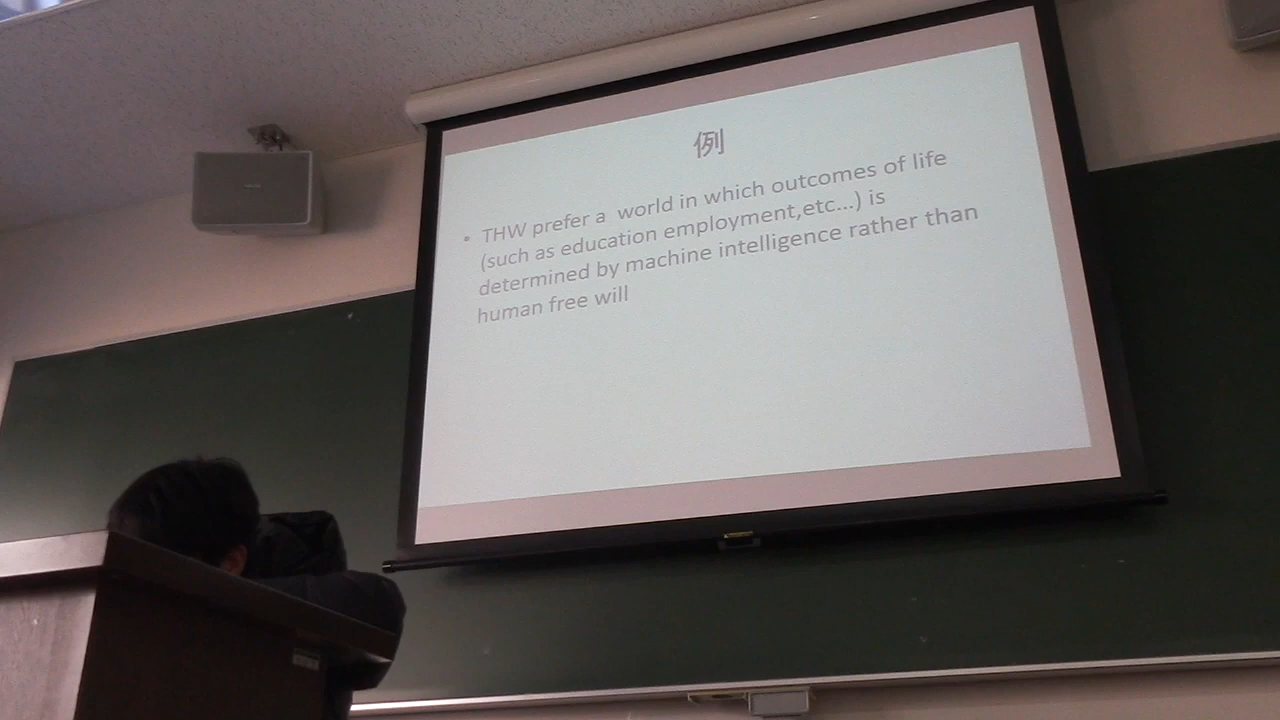 例
• THW prefer a world in which outcomes of life
(such as education employment,etc...) is
determined by machine intelligence rather than
human free will